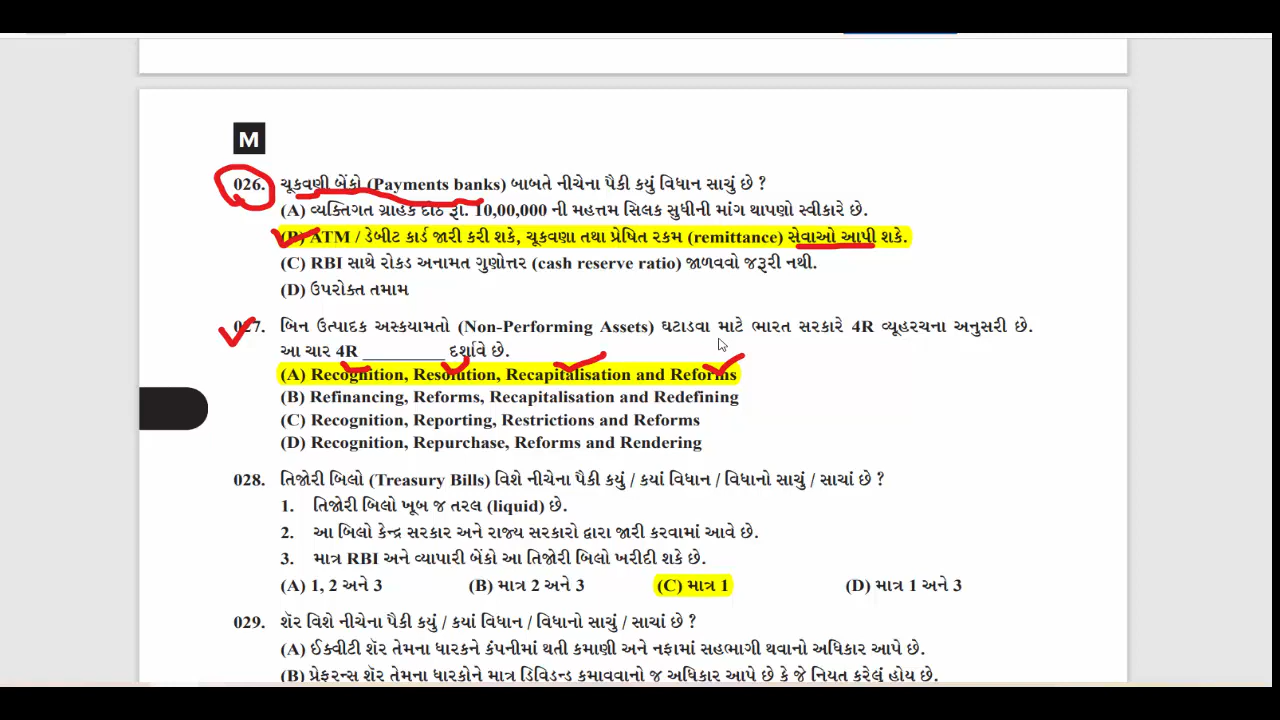 M
026. ચૂકવણી બેંકો (Payments banks) બાબતે નીચેના પૈકી કયું વિધાન સાચું છે ?
(A) વ્યક્તિગત ગ્રાહક દીઠ રૂા. 10,00,000 ની મહત્તમ સિલક સુધીની માંગ થાપણો સ્વીકારે છે.
(B) ATM / ડેબીટ કાર્ડ જારી કરી શકે, ચૂકવણા તથા પ્રેષિત રકમ (remittance) સેવાઓ આપી શકે.
(C) RBI સાથે રોકડ અનામત ગુણોત્તર (cash reserve ratio) જાળવવો જરૂરી નથી.
(D) ઉપરોક્ત તમામ
027. બિન ઉત્પાદક અસ્કયામતો (Non-Performing Assets) ઘટાડવા માટે ભારત સરકારે 4R વ્યૂહરચના અનુસરી છે.
આ ચાર 4R _________ દર્શાવે છે.
(A) Recognition, Resolution, Recapitalisation and Reforms
(B) Refinancing, Reforms, Recapitalisation and Redefining
(C) Recognition, Reporting, Restrictions and Reforms
(D) Recognition, Repurchase, Reforms and Rendering
028. તિજોરી બિલો (Treasury Bills) વિશે નીચેના પૈકી કયું / કયાં વિધાન / વિધાનો સાચું / સાચાં છે ?
1. તિજોરી બિલો ખૂબ જ તરલ (liquid) છે.
2. આ બિલો કેન્દ્ર સરકાર અને રાજ્ય સરકારો દ્વારા જારી કરવામાં આવે છે.
3. માત્ર RBI અને વ્યાપારી બેંકો આ તિજોરી બિલો ખરીદી શકે છે.
(A) 1, 2 અને 3 (B) માત્ર 2 અને 3 (C) માત્ર 1 (D) માત્ર 1 અને 3
029. શૅર વિશે નીચેના પૈકી કયું / કયાં વિધાન / વિધાનો સાચું / સાચાં છે ?
(A) ઈક્વીટી શૅર તેમના ધારકને કંપનીમાં થતી કમાણી અને નફામાં સહભાગી થવાનો અધિકાર આપે છે.
(B) પ્રેફરન્સ શૅર તેમના ધારકોને માત્ર ડિવિડન્ડ કમાવવાનો જ અધિકાર આપે છે કે જે નિયત કરેલું હોય છે.